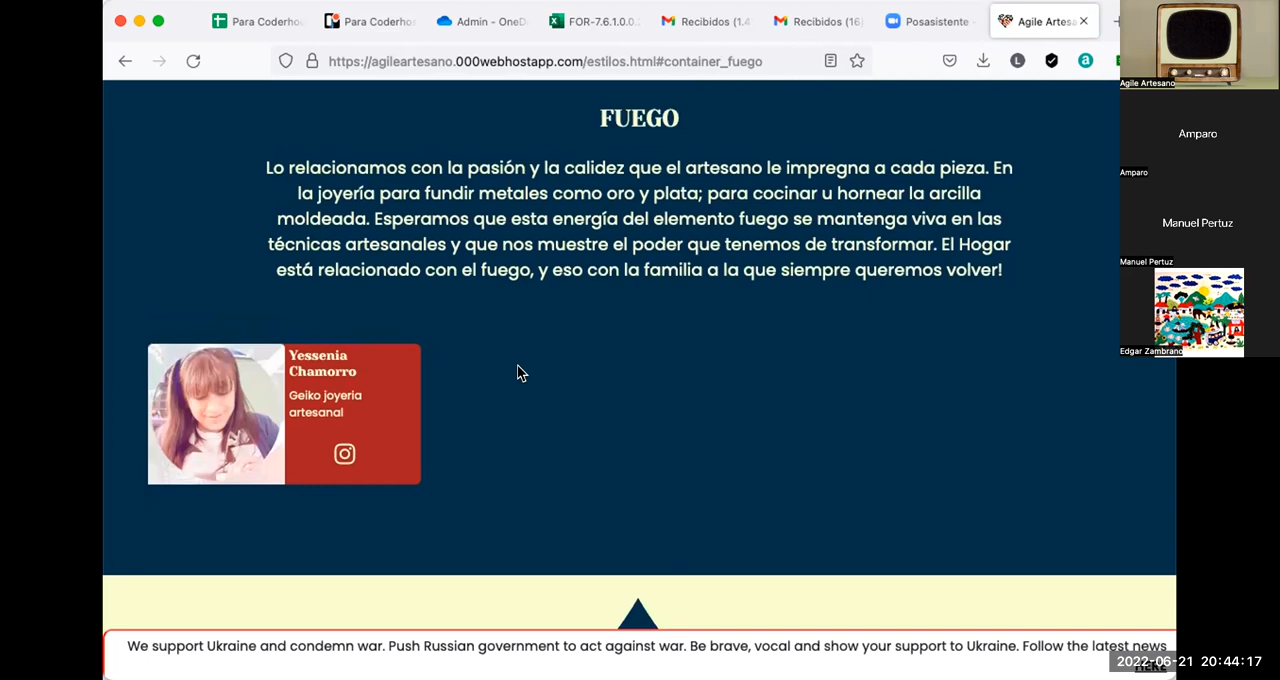 Para Coderho
Para Coderho
Admin - OneD
FOR-7.6.1.0.0.
Recibidos (1.4
Recibidos (16)
Posasistente -
Agile Artesa
https://agileartesano.000webhostapp.com/estilos.html#container_fuego
FUEGO
Lo relacionamos con la pasión y la calidez que el artesano le impregna a cada pieza. En
la joyería para fundir metales como oro y plata; para cocinar u hornear la arcilla
moldeada. Esperamos que esta energía del elemento fuego se mantenga viva en las
técnicas artesanales y que nos muestre el poder que tenemos de transformar. El Hogar
está relacionado con el fuego, y eso con la familia a la que siempre queremos volver!
Yessenia
Chamorro
Geiko joyeria
artesanal
We support Ukraine and condemn war. Push Russian government to act against war. Be brave, vocal and show your support to Ukraine. Follow the latest news
Agile Artesano
Amparo
Amparo
Manuel Pertuz
Manuel Pertuz
Edgar Zambrano
2022-06-21 20:44:17